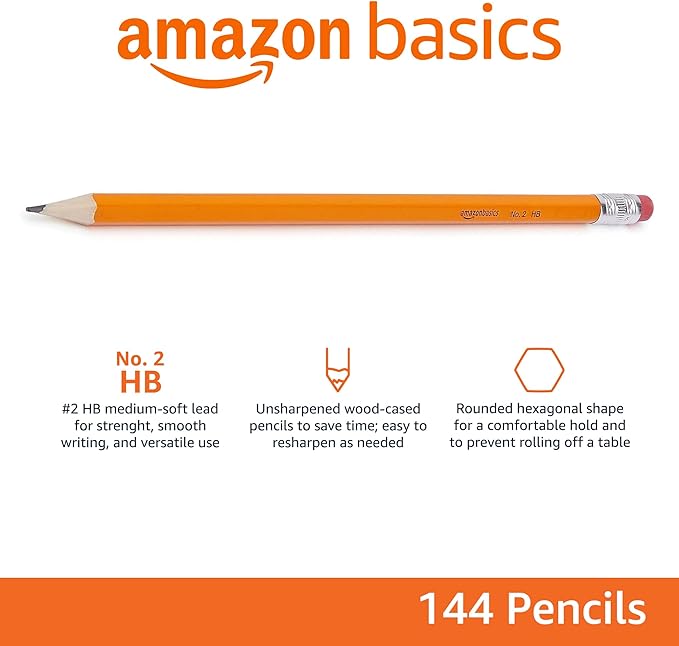 amazon basics
amazonbasics No. 2 HB
No. 2
HB
#2 HB medium-soft lead
for strenght, smooth
writing, and versatile use
Unsharpened wood-cased
pencils to save time; easy to
resharpen as needed
Rounded hexagonal shape
for a comfortable hold and
to prevent rolling off a table
144 Pencils